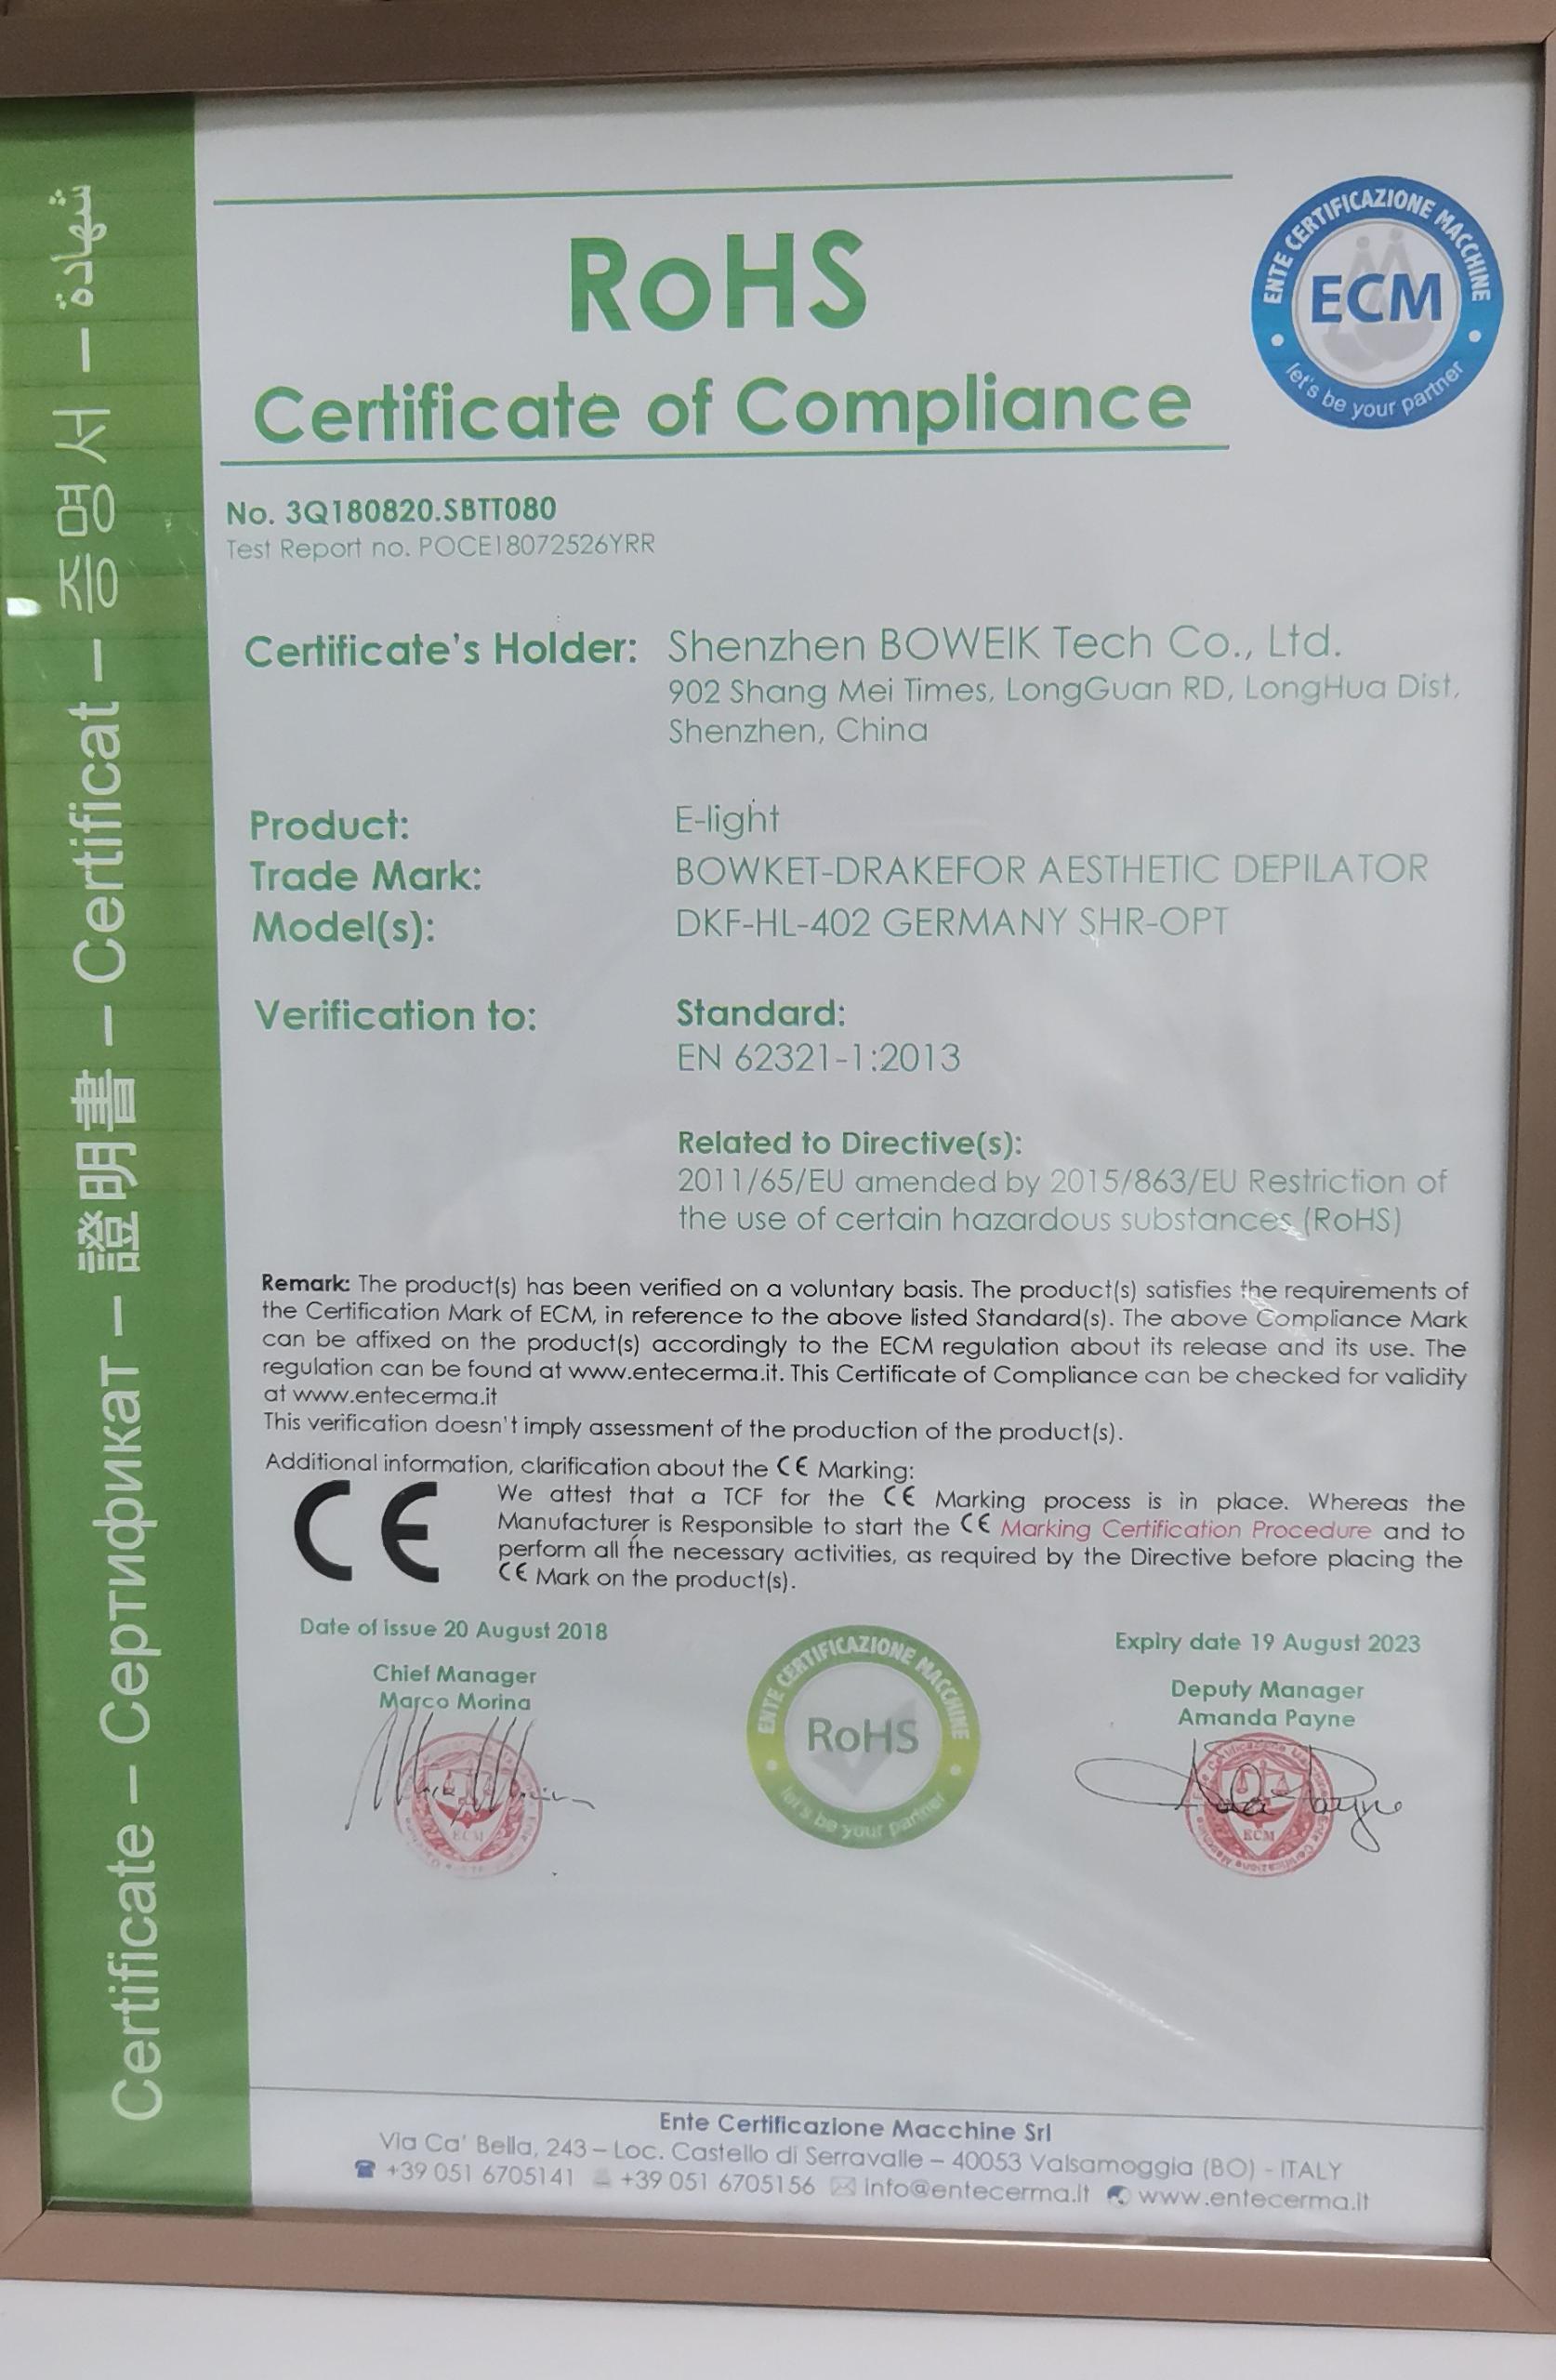 Certificate – Сертификат – 證明書 – Certificat – 증명서 – شهادة
RoHS
Certificate of Compliance
ENTE CERTIFICAZIONE MACCHINE
ECM
let's be your partner
No. 3Q180820.SBTT080
Test Report no. POCE18072526YRR
Certificate's Holder: Shenzhen BOWEIK Tech Co., Ltd.
902 Shang Mei Times, LongGuan RD, LongHua Dist,
Shenzhen, China
Product: E-light
Trade Mark: BOWKET-DRAKEFOR AESTHETIC DEPILATOR
Model(s): DKF-HL-402 GERMANY SHR-OPT
Verification to: Standard:
EN 62321-1:2013
Related to Directive(s):
2011/65/EU amended by 2015/863/EU Restriction of
the use of certain hazardous substances (RoHS)
Remark: The product(s) has been verified on a voluntary basis. The product(s) satisfies the requirements of
the Certification Mark of ECM, in reference to the above listed Standard(s). The above Compliance Mark
can be affixed on the product(s) accordingly to the ECM regulation about its release and its use. The
regulation can be found at www.entecerma.it. This Certificate of Compliance can be checked for validity
at www.entecerma.it
This verification doesn't imply assessment of the production of the product(s).
Additional information, clarification about the CE Marking:
CE
We attest that a TCF for the CE Marking process is in place. Whereas the
Manufacturer is Responsible to start the CE Marking Certification Procedure and to
perform all the necessary activities, as required by the Directive before placing the
CE Mark on the product(s).
Date of issue 20 August 2018
Chief Manager
Marco Morina
ECM
ENTE CERTIFICAZIONE MACCHINE
RoHS
let's be your partner
Expiry date 19 August 2023
Deputy Manager
Amanda Payne
ECM
Ente Certificazione Macchine Srl
Via Ca' Bella, 243 – Loc. Castello di Serravalle – 40053 Valsamoggia (BO) - ITALY
+39 051 6705141 +39 051 6705156 info@entecerma.it www.entecerma.it